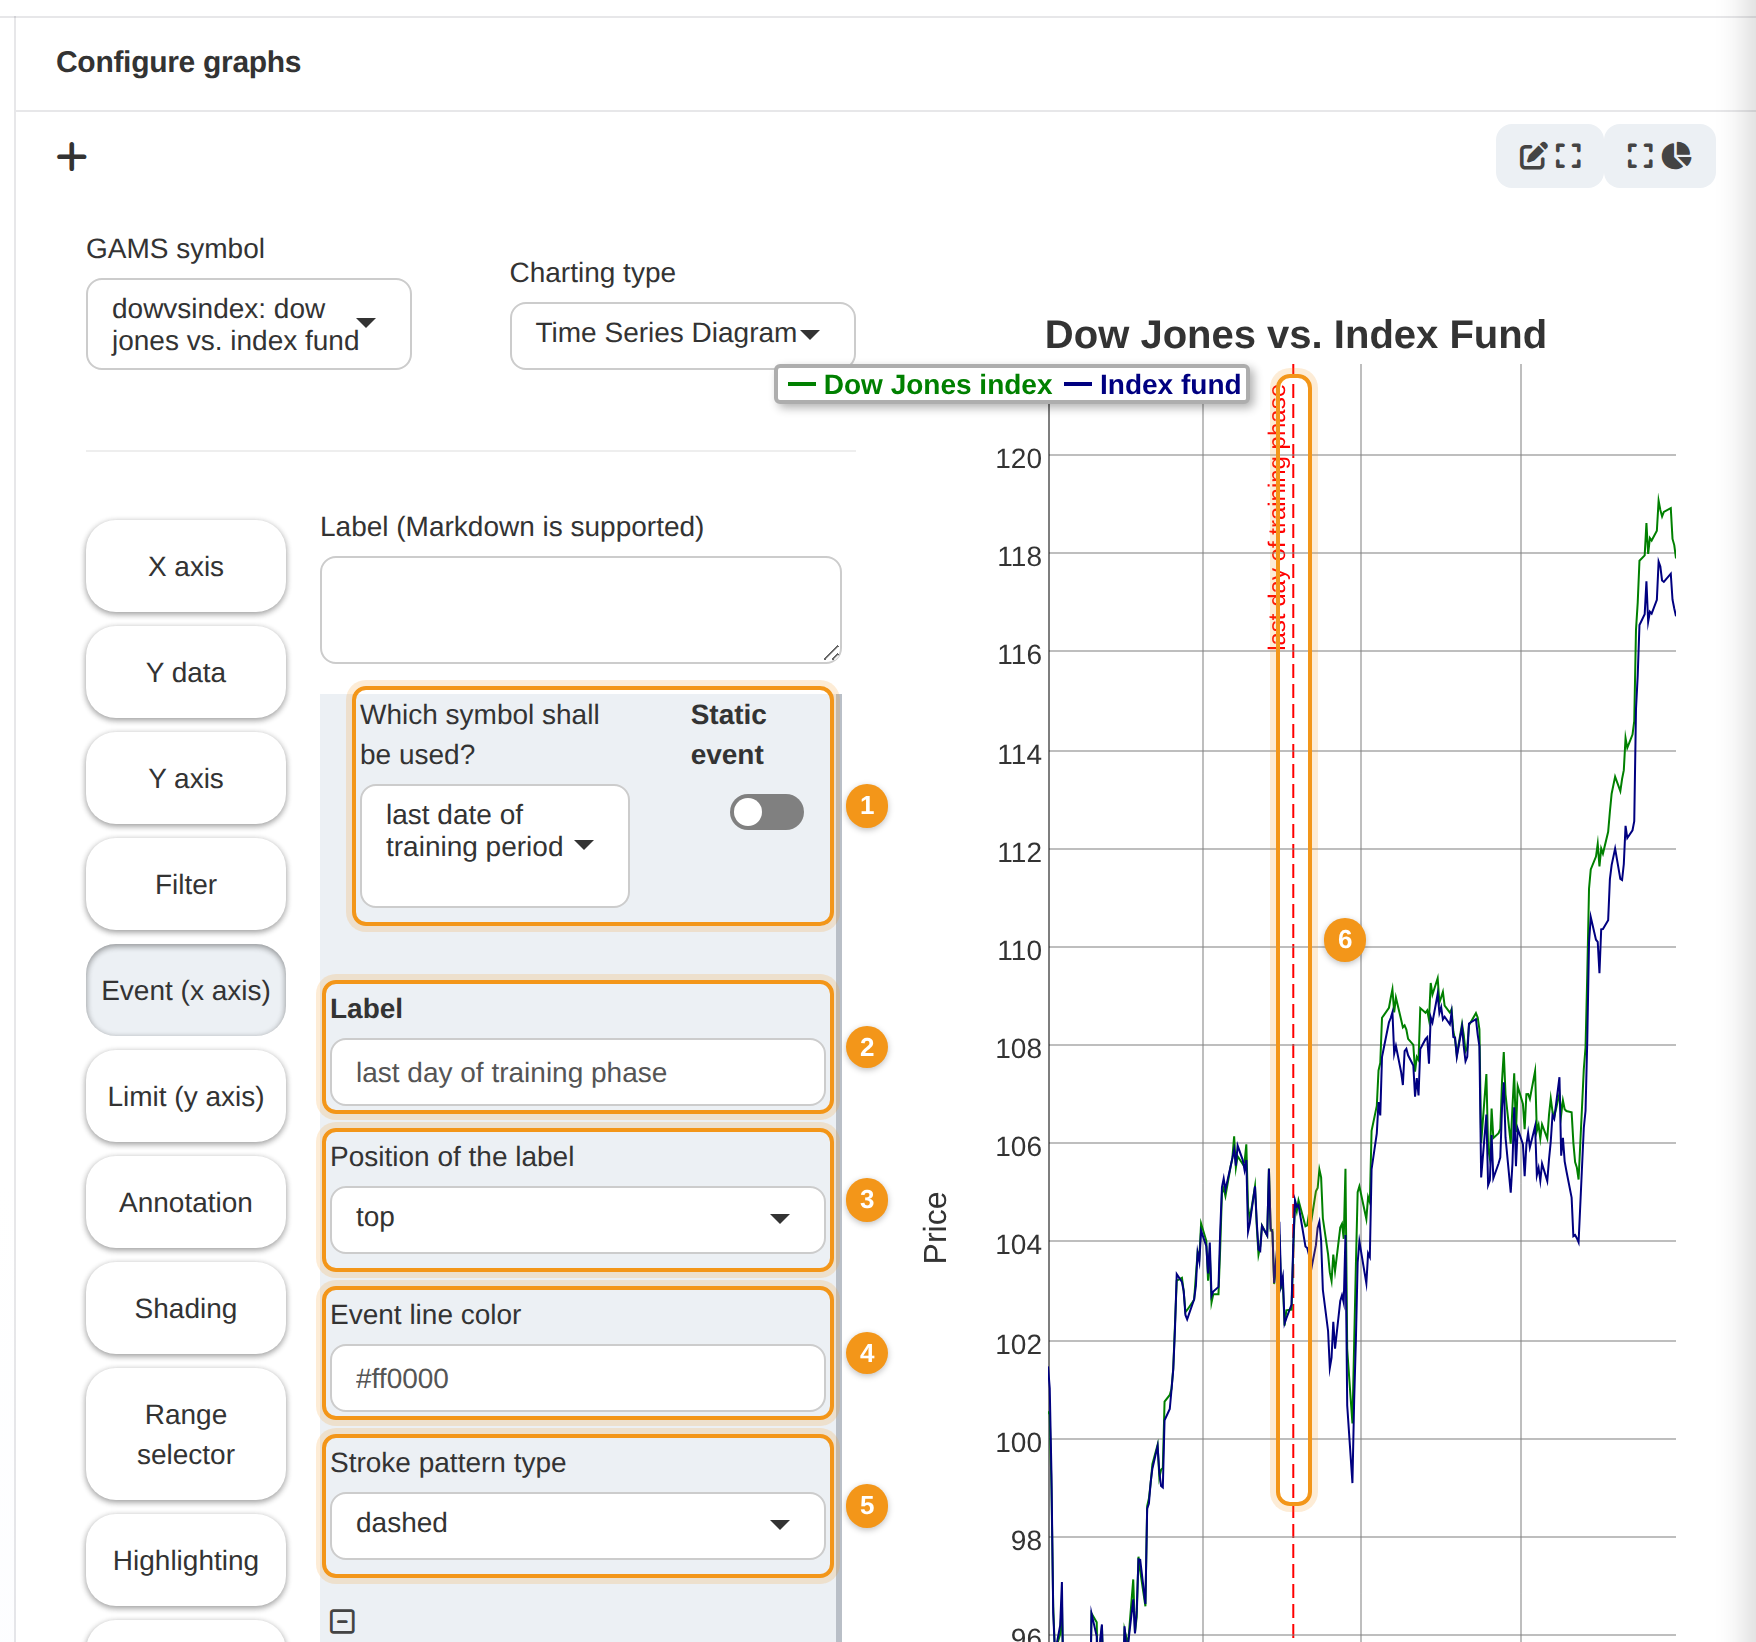 Configure graphs
GAMS symbol
dowvsindex: dow
jones vs. index fund
Charting type
Time Series Diagram
X axis
Y data
Y axis
Filter
Event (x axis)
Limit (y axis)
Annotation
Shading
Range
selector
Highlighting
Label (Markdown is supported)
Which symbol shall
be used?
last date of
training period
Static
event
1
Label
last day of training phase
2
Position of the label
top
3
Event line color
#ff0000
4
Stroke pattern type
dashed
5
Dow Jones vs. Index Fund
Dow Jones index
Index fund
last day of training phase
6
Price
120
118
116
114
112
110
108
106
104
102
100
98
96